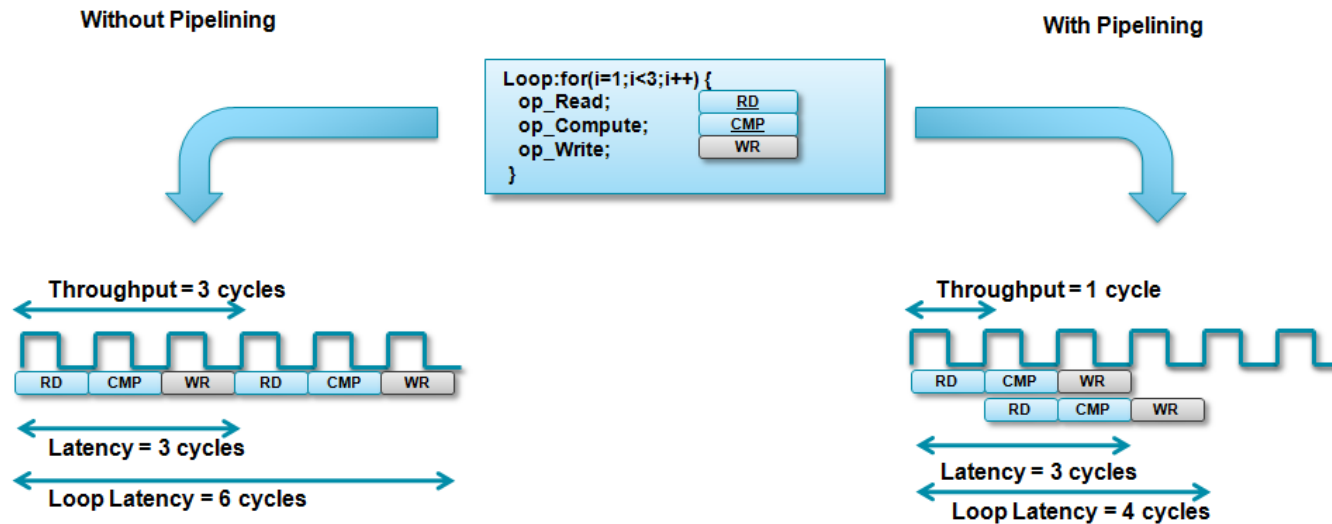 Without Pipelining
With Pipelining
Loop:for(i=1;i<3;i++) {
op_Read;
RD
op_Compute;
CMP
op_Write;
WR
}
Throughput = 3 cycles
RD CMP WR RD CMP WR
Latency = 3 cycles
Loop Latency = 6 cycles
Throughput = 1 cycle
RD CMP WR
RD CMP WR
Latency = 3 cycles
Loop Latency = 4 cycles